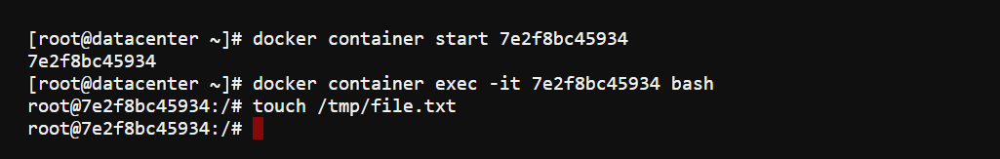 [root@datacenter ~]# docker container start 7e2f8bc45934
7e2f8bc45934
[root@datacenter ~]# docker container exec -it 7e2f8bc45934 bash
root@7e2f8bc45934:/# touch /tmp/file.txt
root@7e2f8bc45934:/#